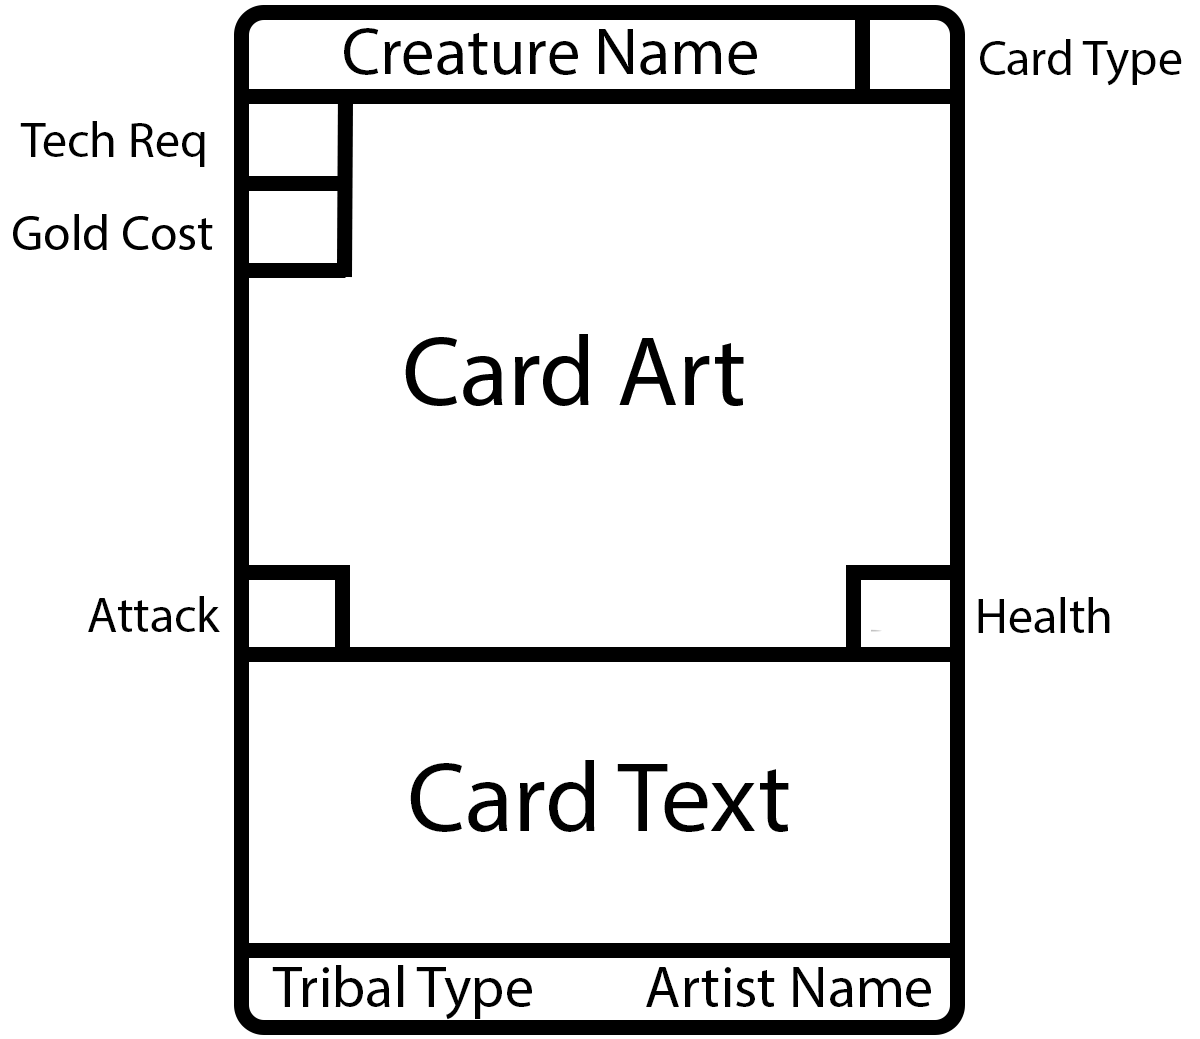 Creature Name
Card Type
Tech Req
Gold Cost
Card Art
Attack
Health
Card Text
Tribal Type
Artist Name